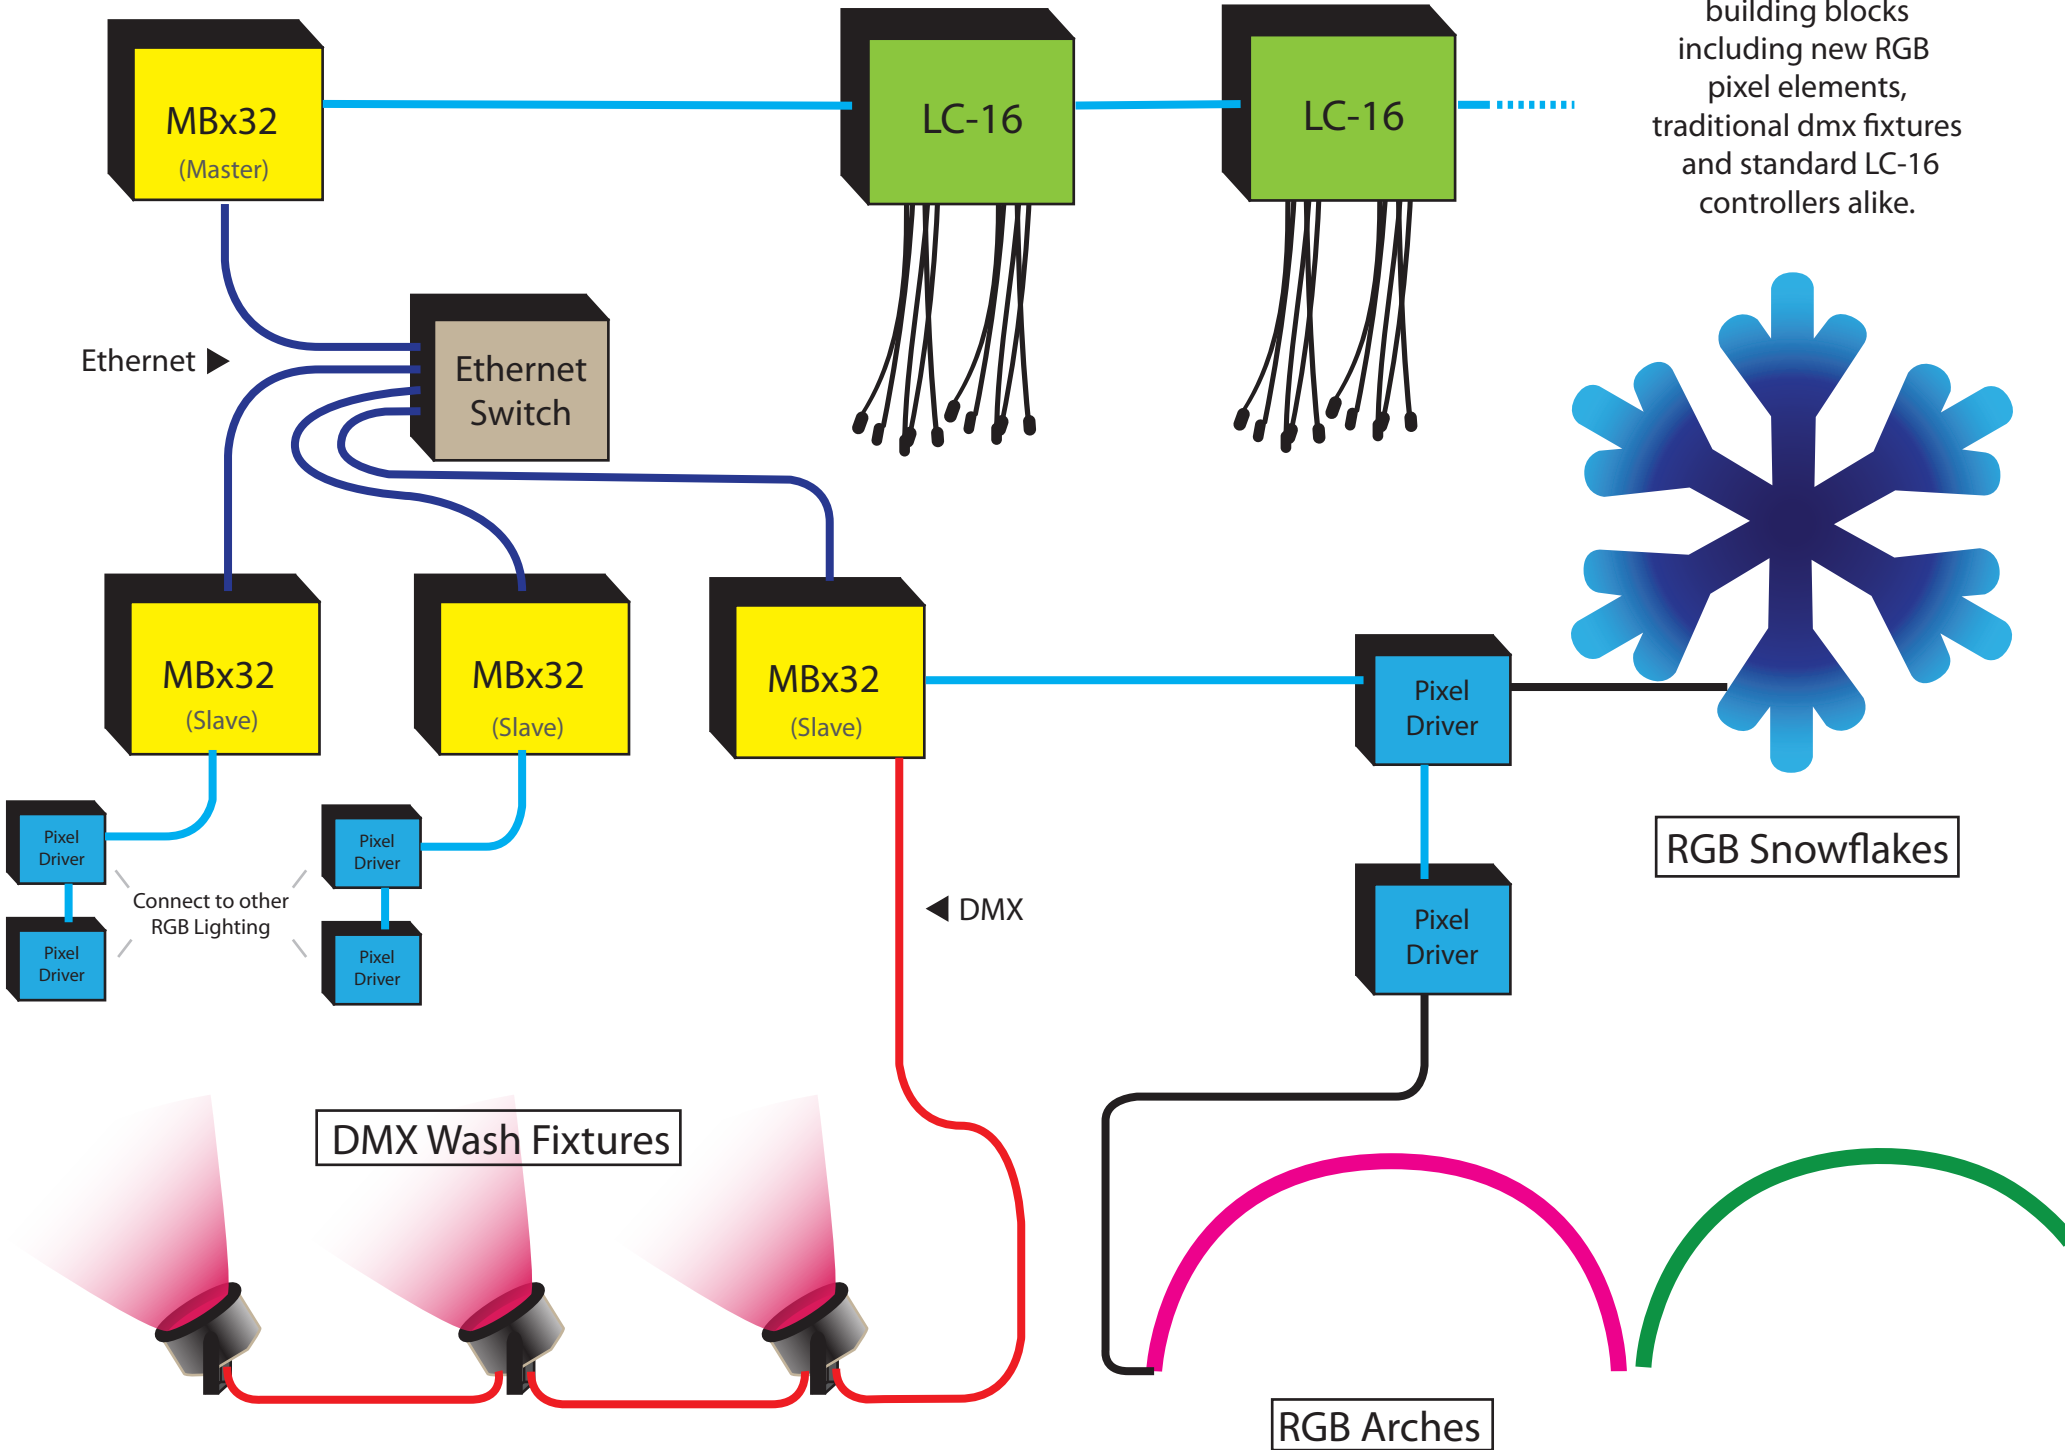 building blocks
including new RGB
pixel elements,
traditional dmx fixtures
and standard LC-16
controllers alike.
MBx32
(Master)
LC-16
LC-16
Ethernet
Ethernet
Switch
MBx32
(Slave)
MBx32
(Slave)
MBx32
(Slave)
Pixel
Driver
Pixel
Driver
Pixel
Driver
Connect to other
RGB Lighting
Pixel
Driver
Pixel
Driver
RGB Snowflakes
DMX
Pixel
Driver
DMX Wash Fixtures
RGB Arches